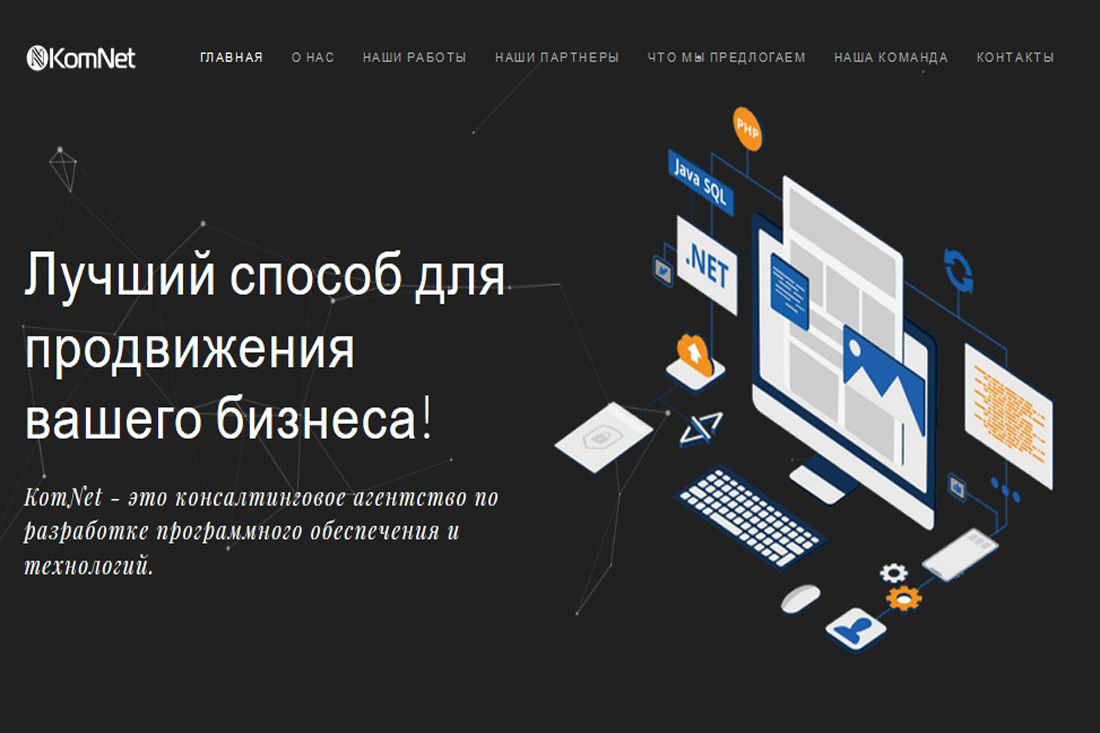 KomNet
ГЛАВНАЯ О НАС НАШИ РАБОТЫ НАШИ ПАРТНЕРЫ ЧТО МЫ ПРЕДЛОГАЕМ НАША КОМАНДА КОНТАКТЫ
PHP
Java SQL
.NET
Лучший способ для
продвижения
вашего бизнеса!
KomNet - это консалтинговое агентство по
разработке программного обеспечения и
технологий.